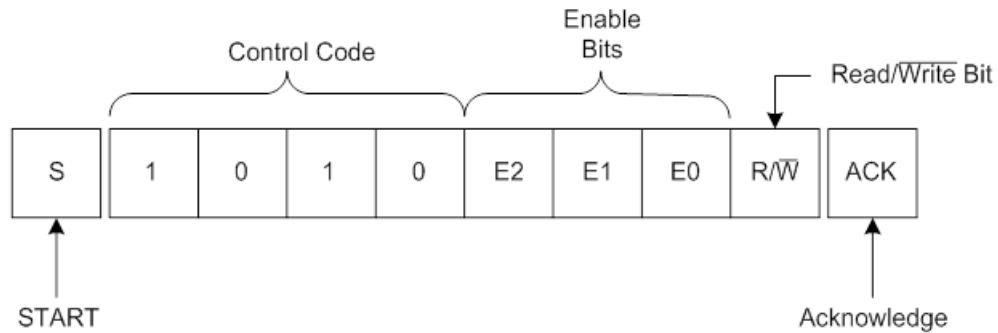 Enable
Bits
Control Code
Read/Write Bit
S 1 0 1 0 E2 E1 E0 R/W̅ ACK
START Acknowledge